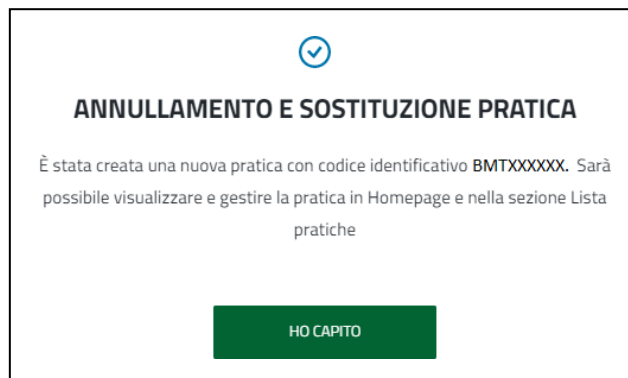 ANNULLAMENTO E SOSTITUZIONE PRATICA
È stata creata una nuova pratica con codice identificativo BMTXXXXXX. Sarà
possibile visualizzare e gestire la pratica in Homepage e nella sezione Lista
pratiche
HO CAPITO